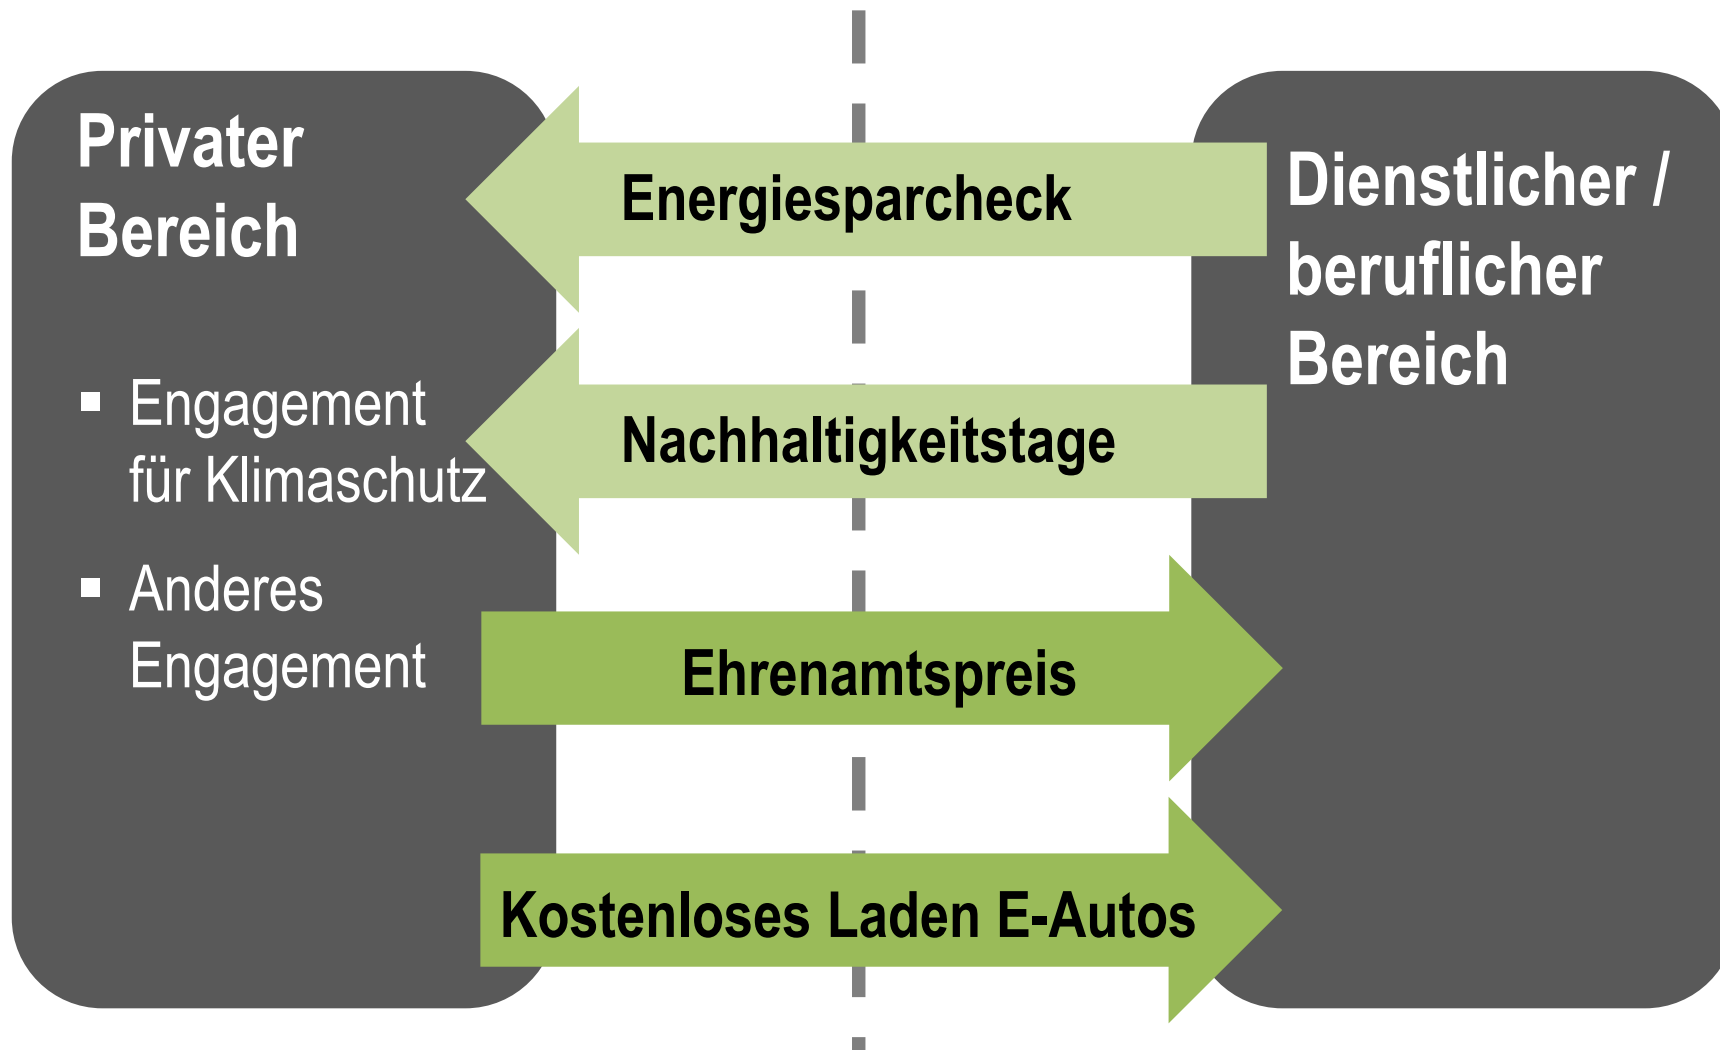 Privater
Bereich
▪ Engagement
für Klimaschutz
▪ Anderes
Engagement
Energiesparcheck
Nachhaltigkeitstage
Ehrenamtspreis
Kostenloses Laden E-Autos
Dienstlicher /
beruflicher
Bereich